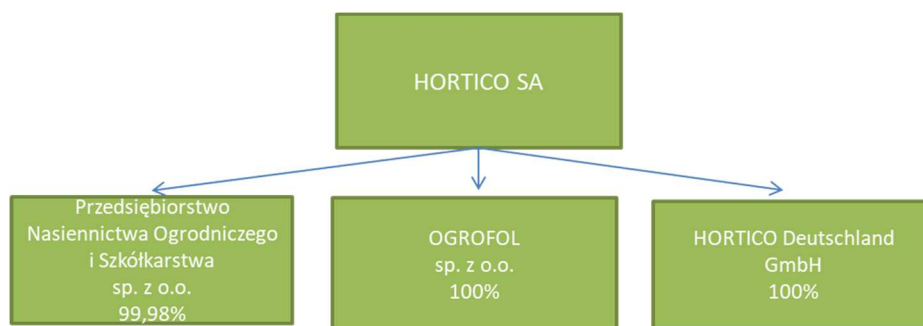 HORTICO SA
Przedsiębiorstwo
Nasiennictwa Ogrodniczego
i Szkółkarstwa
sp. z o.o.
99,98%
OGROFOL
sp. z o.o.
100%
HORTICO Deutschland
GmbH
100%